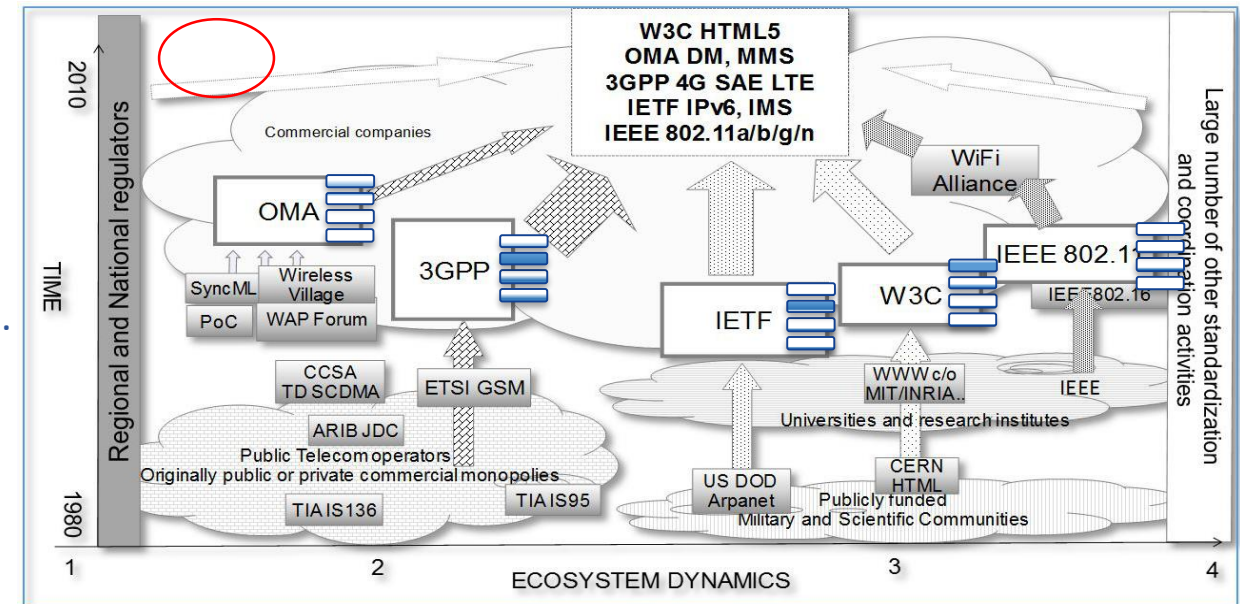 W3C HTML5
OMA DM, MMS
3GPP 4G SAE LTE
IETF IPv6, IMS
IEEE 802.11a/b/g/n
2010
TIME
1980
Regional and National regulators
Commercial companies
OMA
SyncML
Wireless
Village
PoC
WAP Forum
3GPP
WiFi
Alliance
IEEE 802.11
IEEE802.16
W3C
IETF
CCSA
TD SCDMA
ETSI GSM
ARIB JDC
Public Telecom operators
Originally public or private commercial monopolies
TIA IS136
TIA IS95
WWW c/o
MIT/INRIA..
IEEE
Universities and research institutes
US DOD
Arpanet
CERN
HTML
Publicly funded
Military and Scientific Communities
Large number of other standardization
and coordination activities
1
2
ECOSYSTEM DYNAMICS
3
4